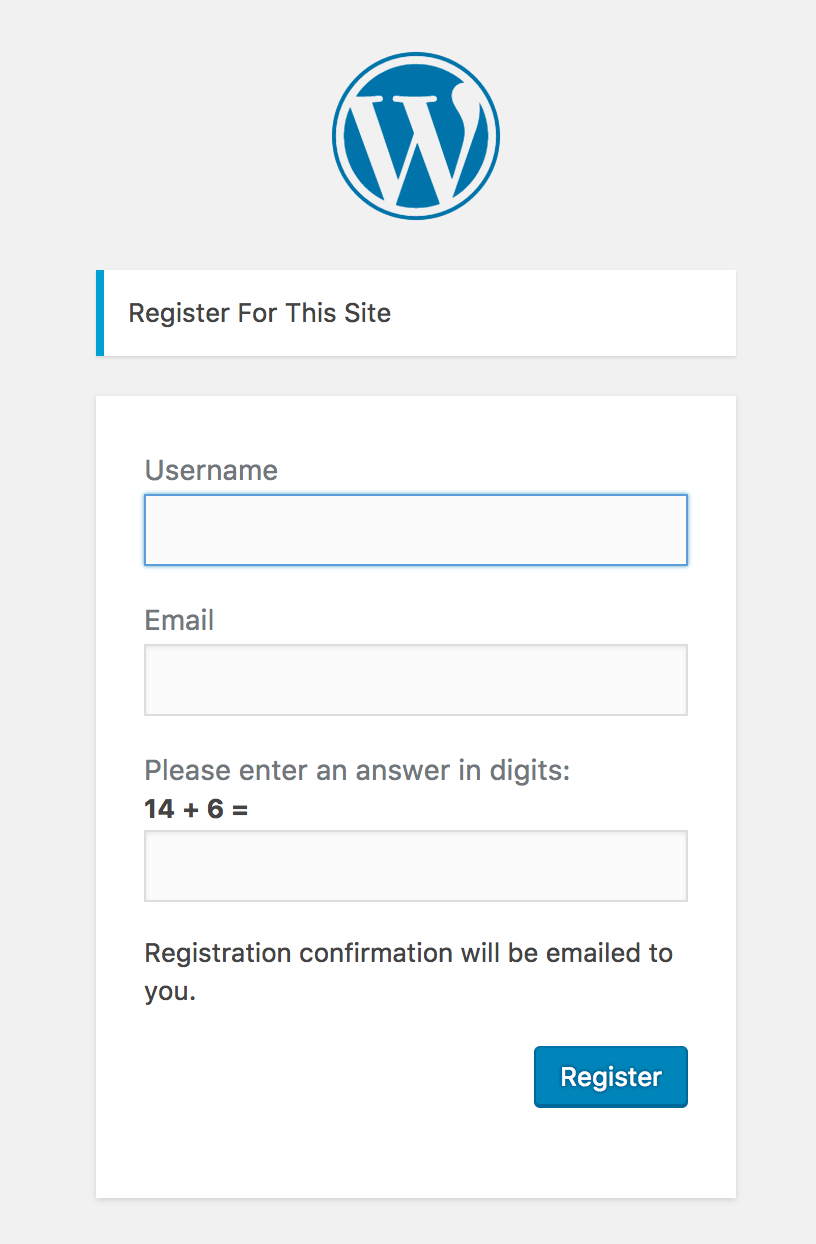 Register For This Site
Username
Email
Please enter an answer in digits:
14 + 6 =
Registration confirmation will be emailed to
you.
Register